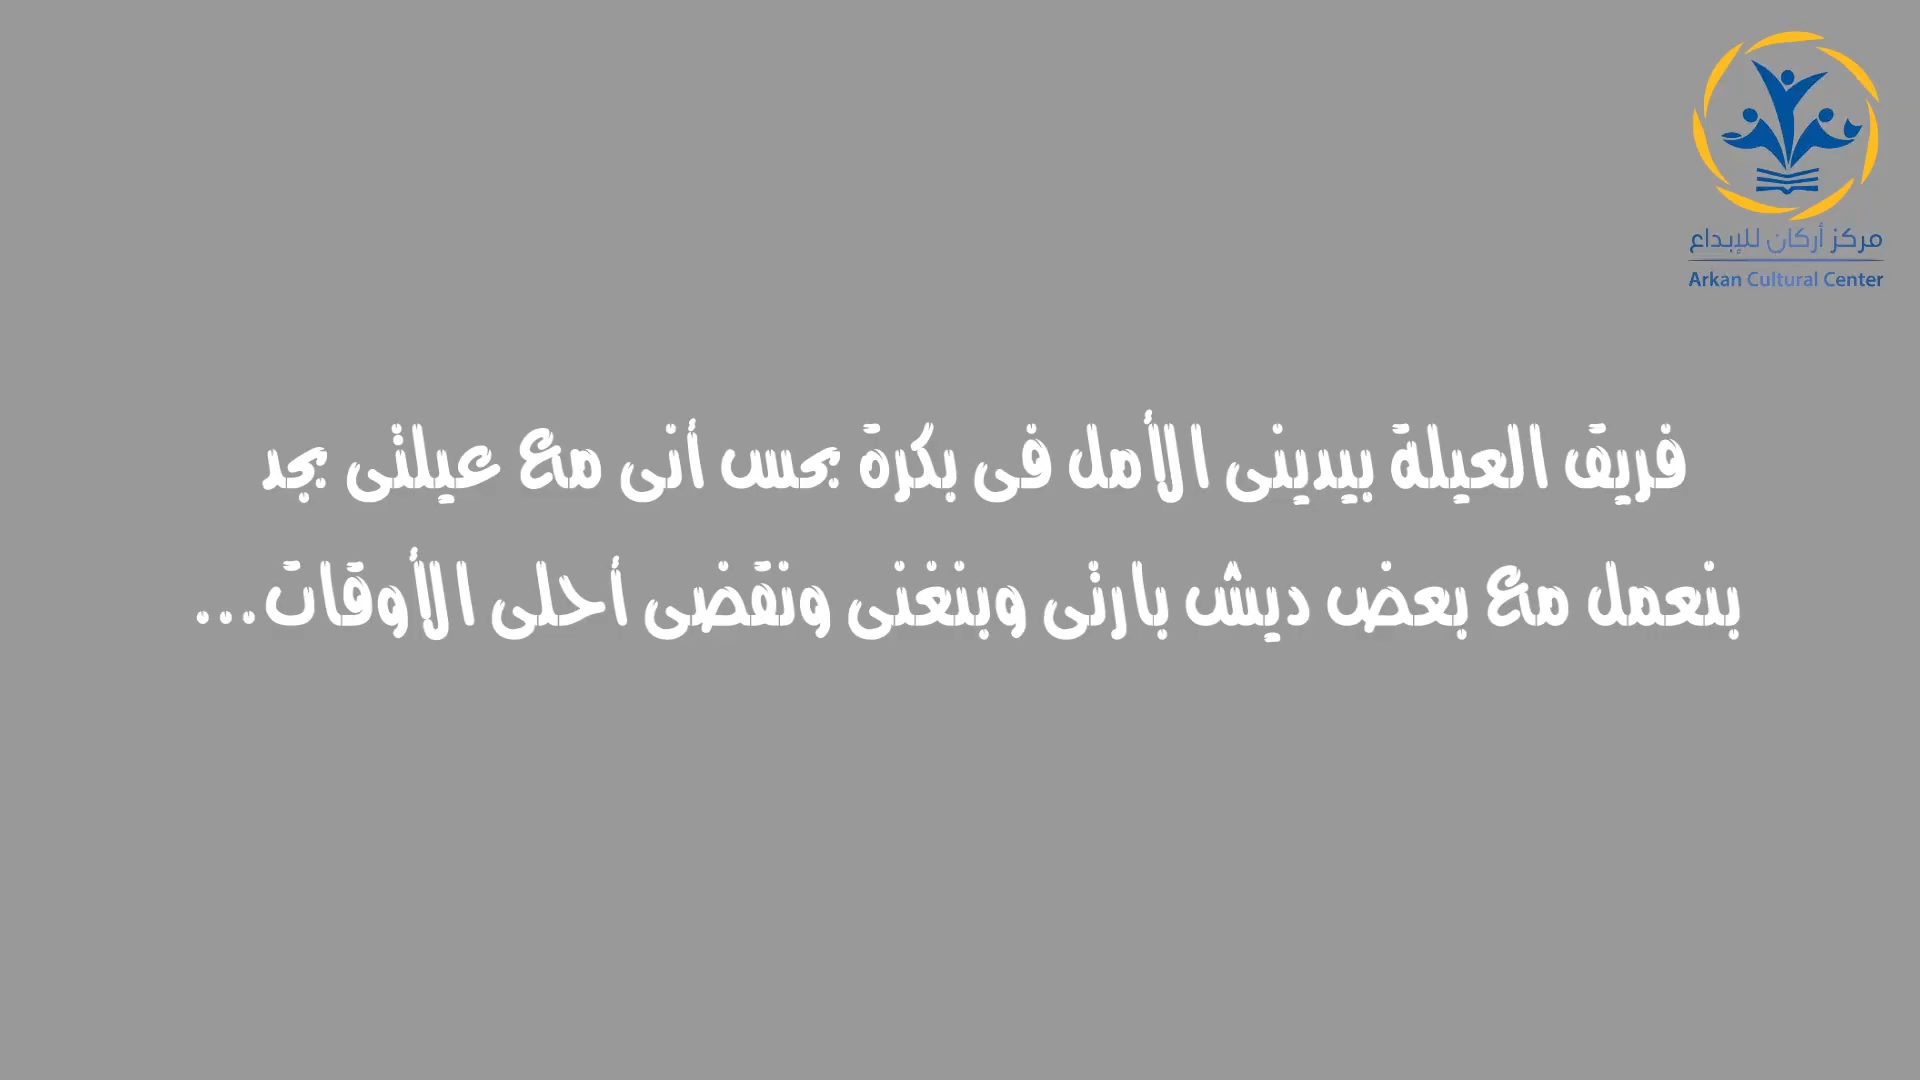 مركز أركان للإبداع
Arkan Cultural Center
فريق العيلة بيدينى الأمل فى بكرة بحس أنى مع عيلتى بجد
بنعمل مع بعض ديش بارتى وبنغنى ونقضى أحلى الأوقات...